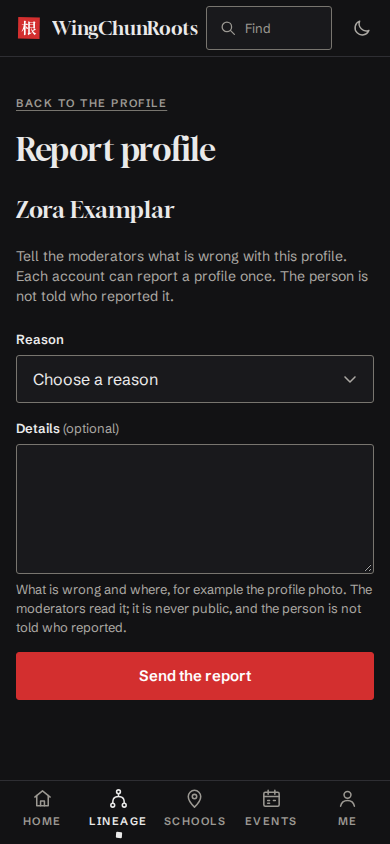 根 WingChunRoots Find
BACK TO THE PROFILE
Report profile
Zora Examplar
Tell the moderators what is wrong with this profile.
Each account can report a profile once. The person is
not told who reported it.
Reason
Choose a reason
Details (optional)
What is wrong and where, for example the profile photo. The
moderators read it; it is never public, and the person is not
told who reported.
Send the report
HOME LINEAGE SCHOOLS EVENTS ME